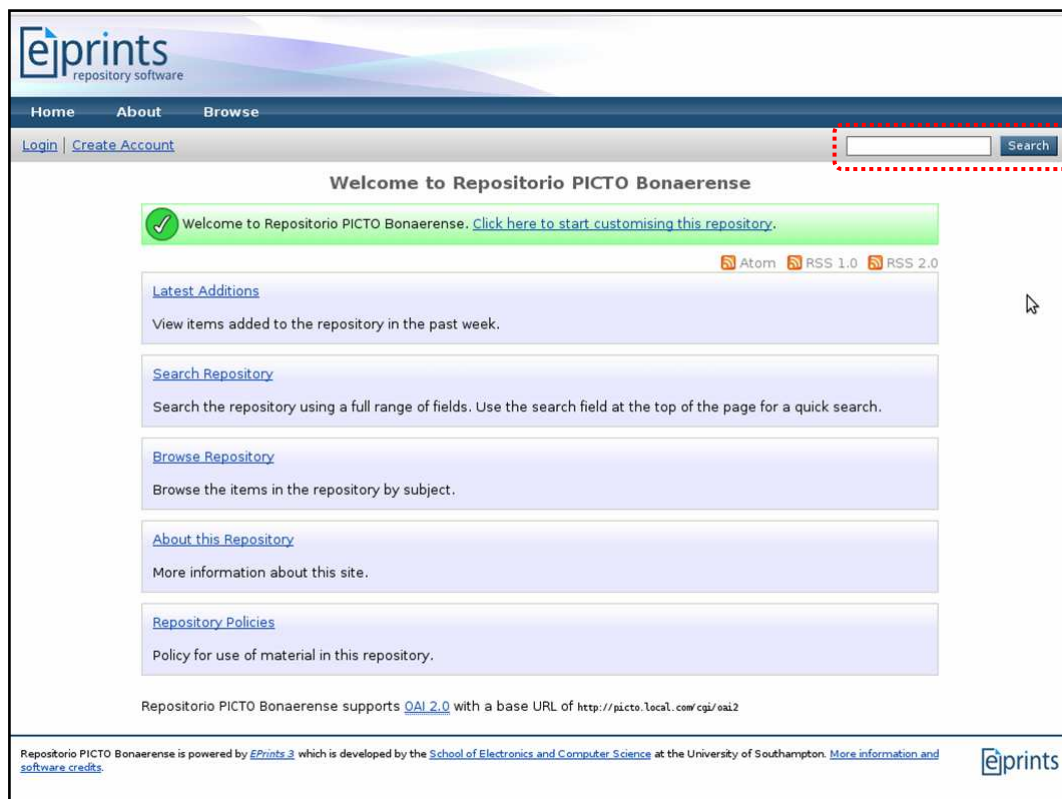 eprints
repository software
Home About Browse
Login | Create Account Search
Welcome to Repositorio PICTO Bonaerense
Welcome to Repositorio PICTO Bonaerense. Click here to start customising this repository.
Atom RSS 1.0 RSS 2.0
Latest Additions
View items added to the repository in the past week.
Search Repository
Search the repository using a full range of fields. Use the search field at the top of the page for a quick search.
Browse Repository
Browse the items in the repository by subject.
About this Repository
More information about this site.
Repository Policies
Policy for use of material in this repository.
Repositorio PICTO Bonaerense supports OAI 2.0 with a base URL of http://picto.local.com/cgi/oai2
Repositorio PICTO Bonaerense is powered by EPrints 3 which is developed by the School of Electronics and Computer Science at the University of Southampton. More information and
software credits.
eprints